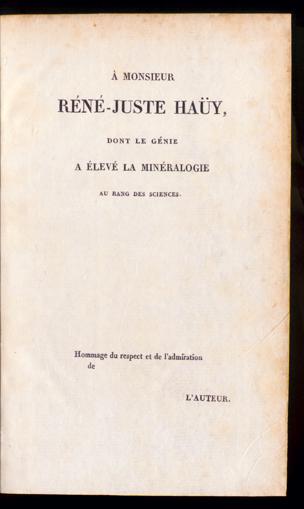 À MONSIEUR
RÉNÉ-JUSTE HAÜY,
DONT LE GÉNIE
A ÉLEVÉ LA MINÉRALOGIE
AU RANG DES SCIENCES.
Hommage du respect et de l'admiration
de
L'AUTEUR.